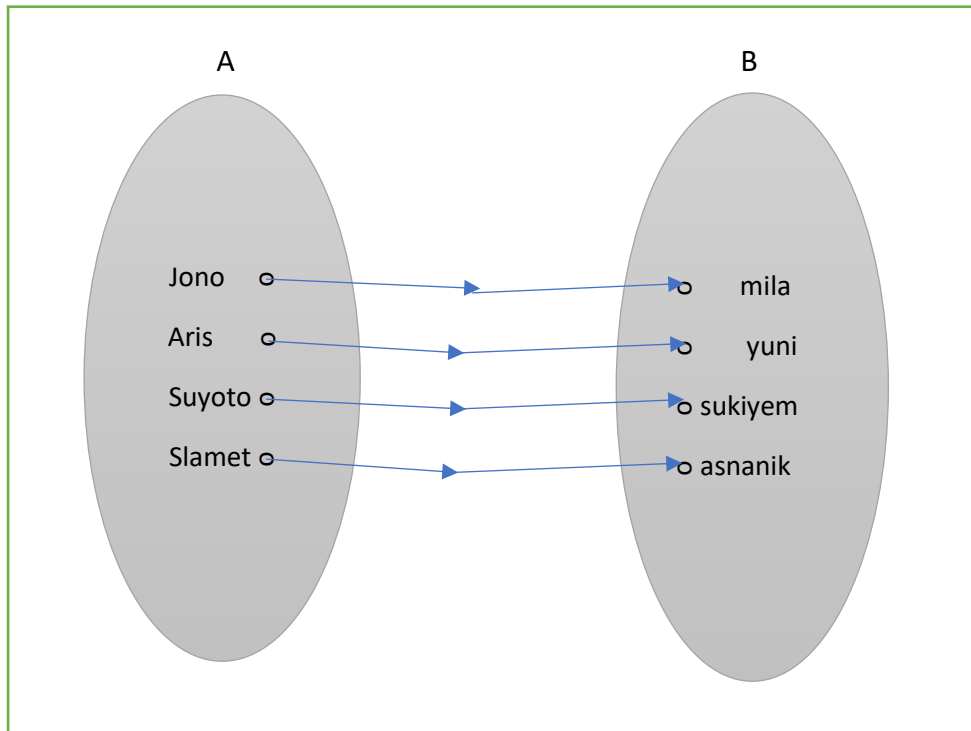 A B
Jono mila
Aris yuni
Suyoto sukiyem
Slamet asnanik